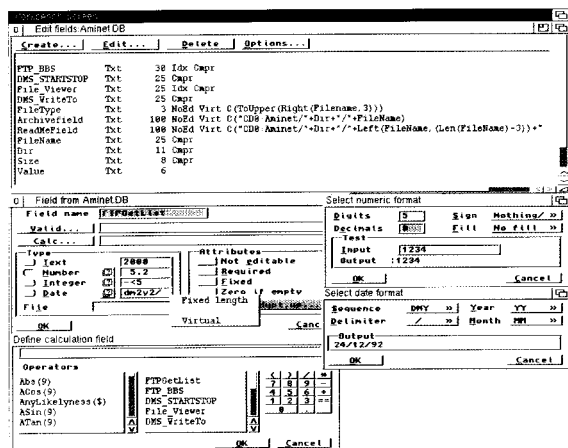 Edit fields:Aminet.DB
Create... Edit... Delete Options...
FTP_BBS Txt 30 Idx Cmpr
DMS_STARTSTOP Txt 25 Cmpr
File_Viewer Txt 25 Idx Cmpr
DMS_WriteTo Txt 25 Cmpr
FileType Txt 3 NoEd Virt C(ToUpper(Right(Filename,3)))
Archivefield Txt 100 NoEd Virt C("CD0:Aminet/"+Dir+"/"+FileName)
ReadMeField Txt 100 NoEd Virt C("CD0:Aminet/"+Dir+"/"+Left(FileName,(Len(FileName)-3))+"
FileName Txt 25 Cmpr
Dir Txt 11 Cmpr
Size Txt 8 Cmpr
Value Txt 6
Field from Aminet.DB
Field name FTPGetList
Valid...
Calc...
Type
Text 2000
Number 5.2
Integer -<5
Date dm2y2/
File
Attributes
Not editable
Required
Fixed
Zero if empty
Fixed length
Virtual
OK Canc
Select numeric format
Digits 5 Sign Nothing/ »
Decimals 0 Fill No fill »
Test
Input 1234
Output :1234
OK Cancel
Select date format
Sequence DMY » Year YY »
Delimiter / » Month MM »
Output
24/12/92
OK Cancel
Define calculation field
Operators
Abs(9)
ACos(9)
AnyLikelyness($)
ASin(9)
ATan(9)
FTPGetList
FTP_BBS
DMS_STARTSTOP
File_Viewer
DMS_WriteTo
( ) / *
7 8 9 -
4 5 6 +
1 2 3 ==
0 .
OK Cancel